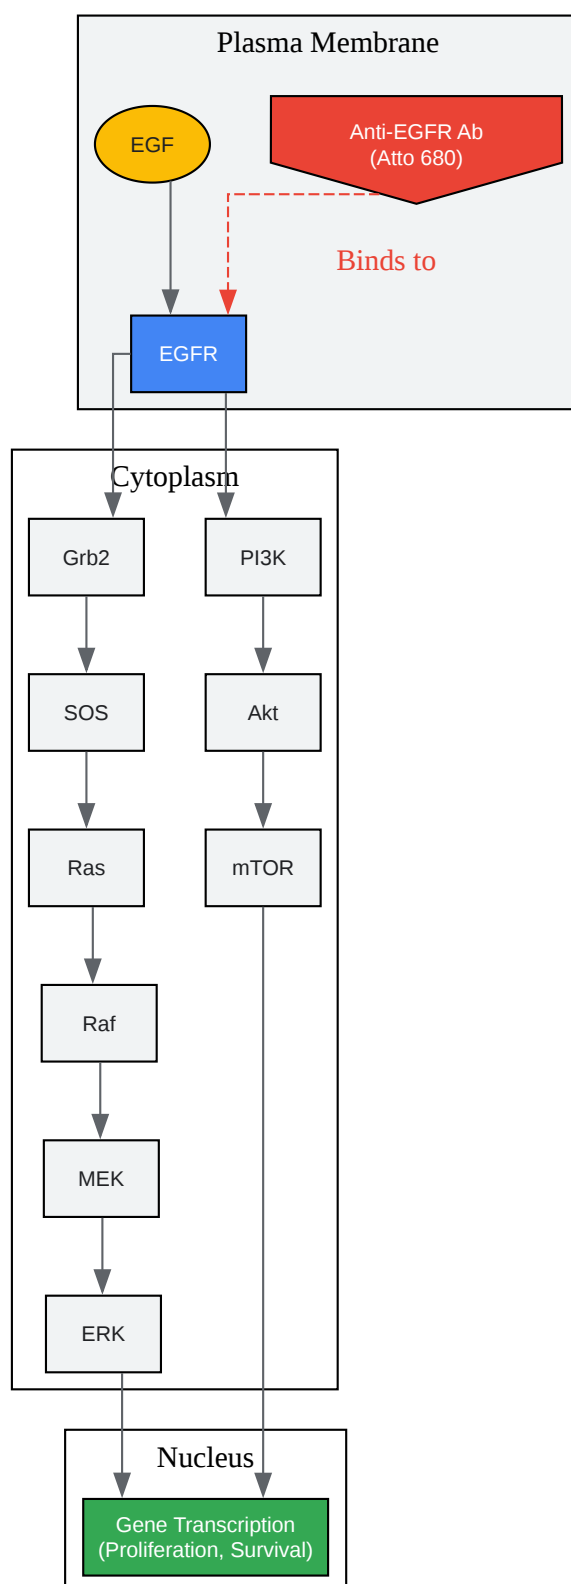 Plasma Membrane
EGF
Anti-EGFR Ab
(Atto 680)
Binds to
EGFR
Cytoplasm
Grb2
PI3K
SOS
Akt
Ras
mTOR
Raf
MEK
ERK
Nucleus
Gene Transcription
(Proliferation, Survival)